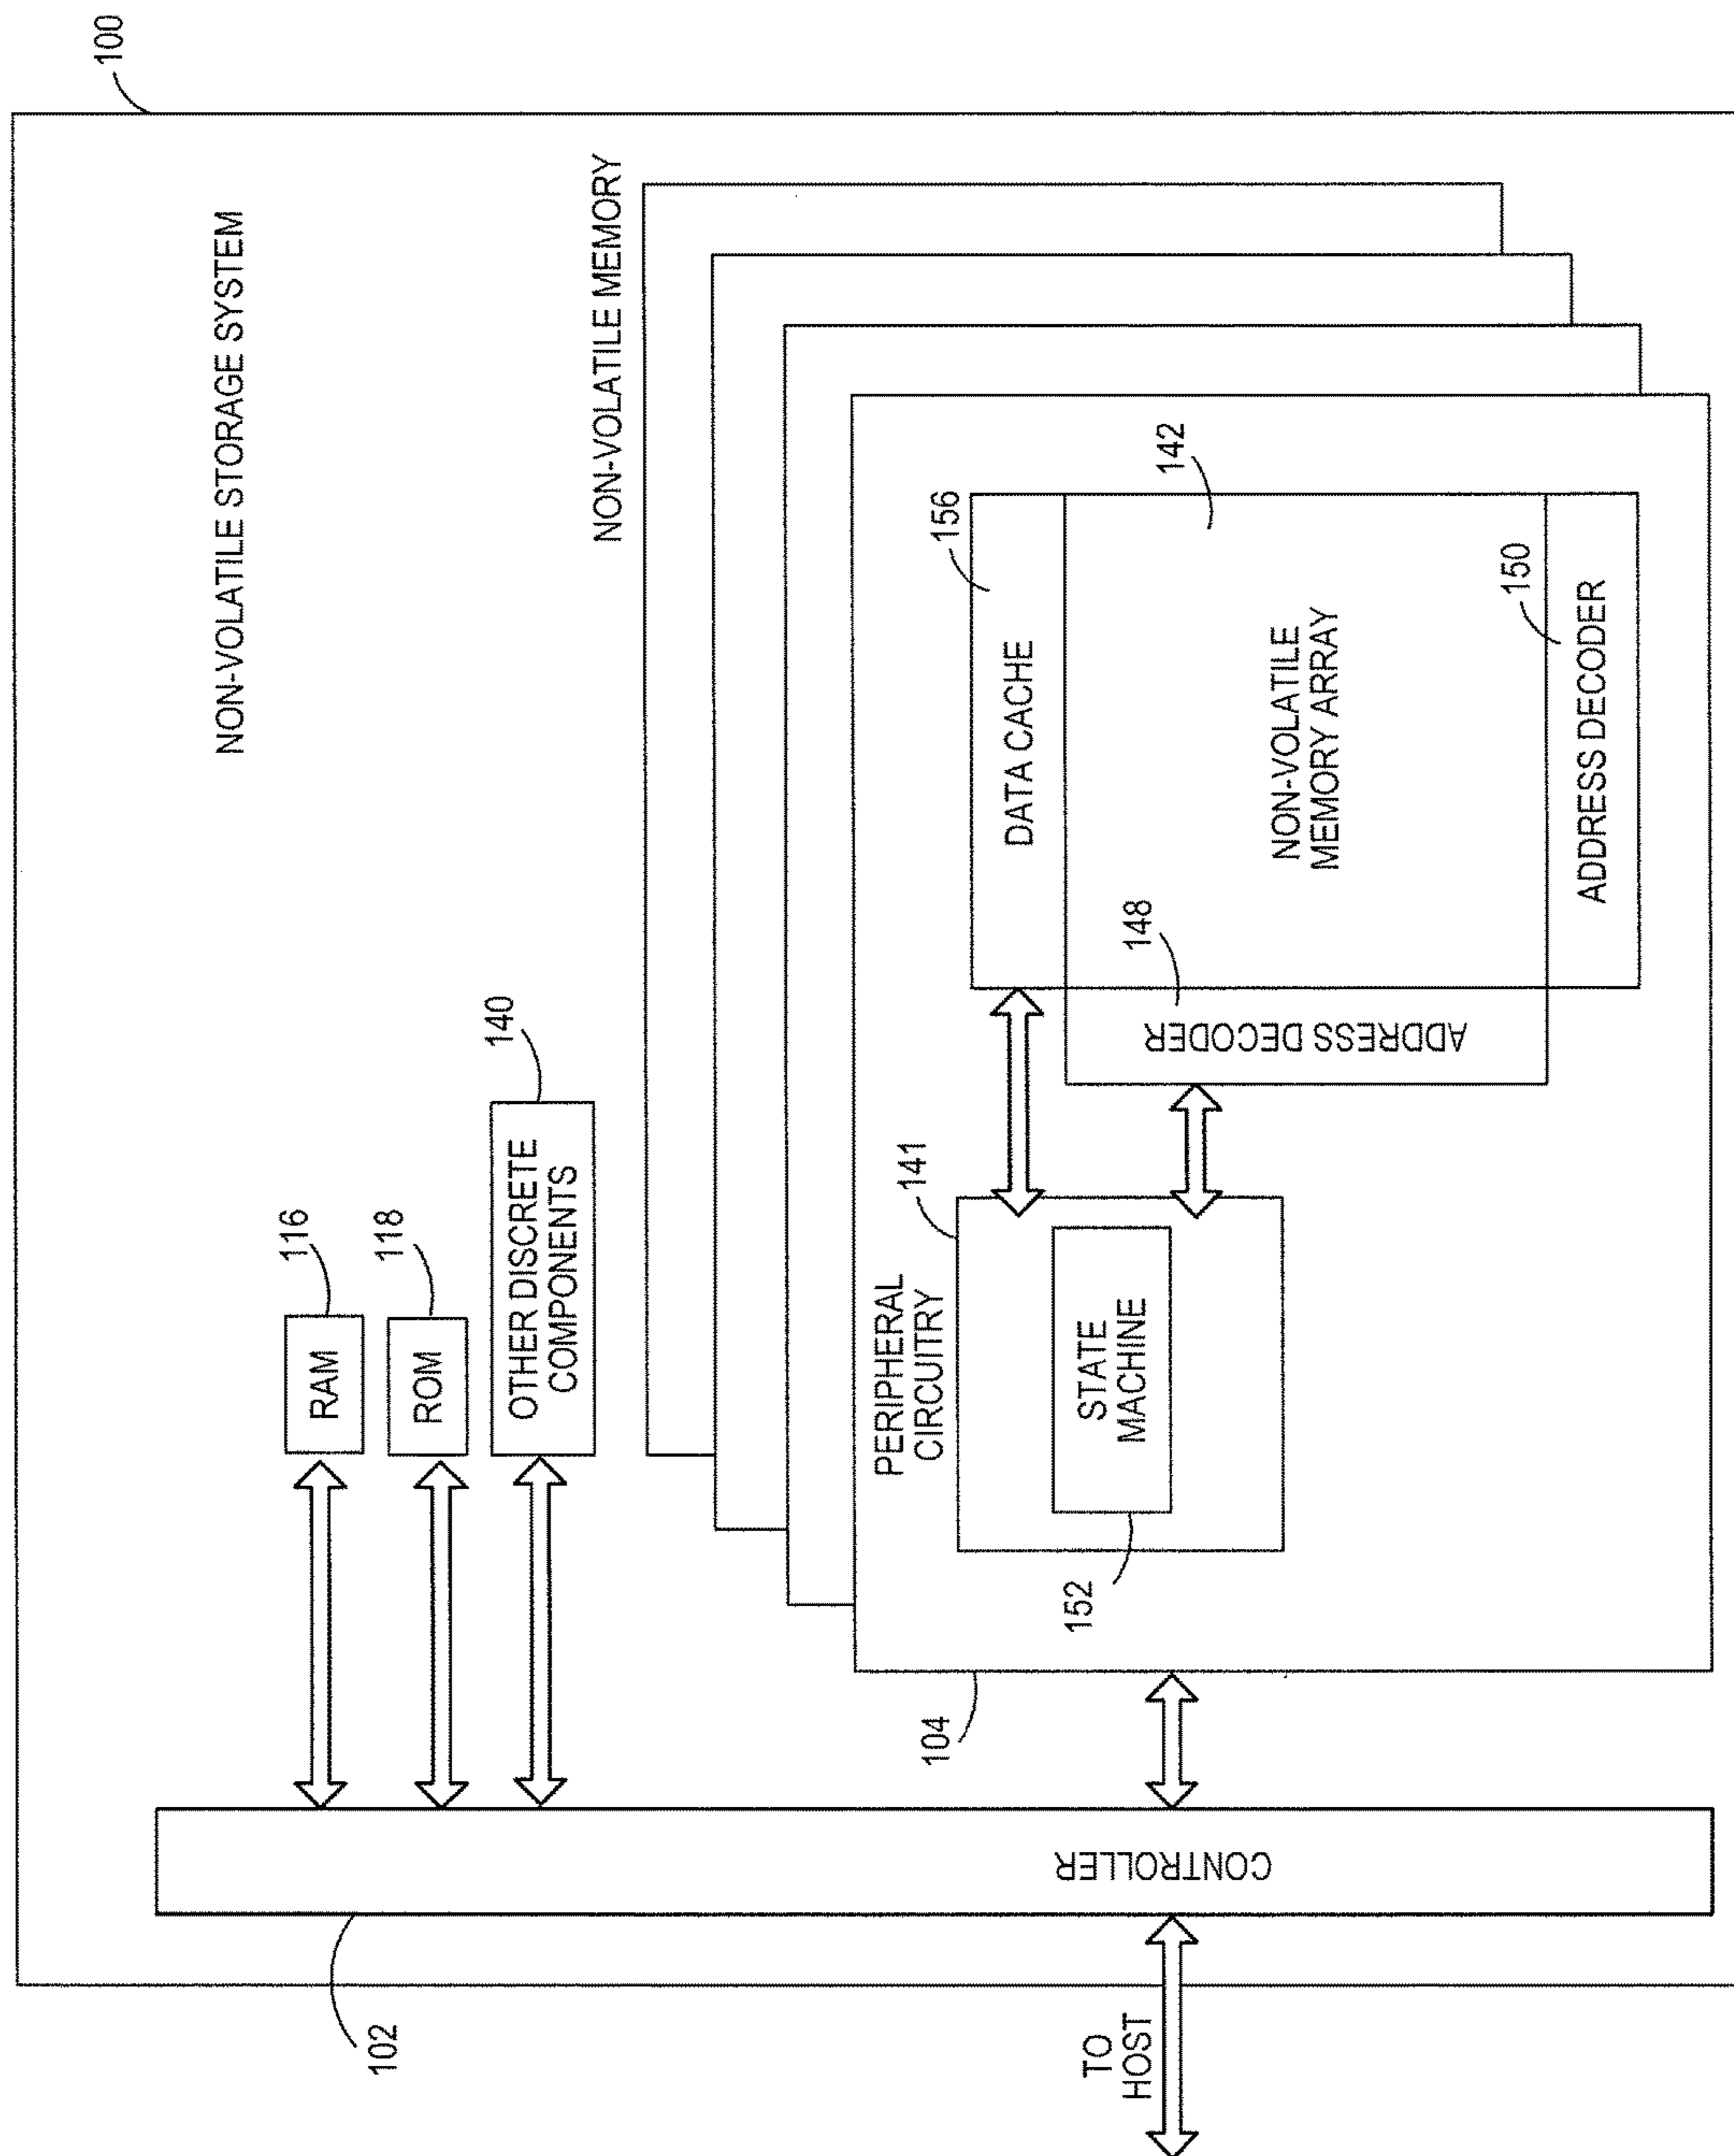 100
NON-VOLATILE STORAGE SYSTEM
116
RAM
118
ROM
140
OTHER DISCRETE
COMPONENTS
NON-VOLATILE MEMORY
102
CONTROLLER
TO
HOST
104
PERIPHERAL
CIRCUITRY
141
STATE
MACHINE
152
156
DATA CACHE
148
ADDRESS DECODER
142
NON-VOLATILE
MEMORY ARRAY
150
ADDRESS DECODER